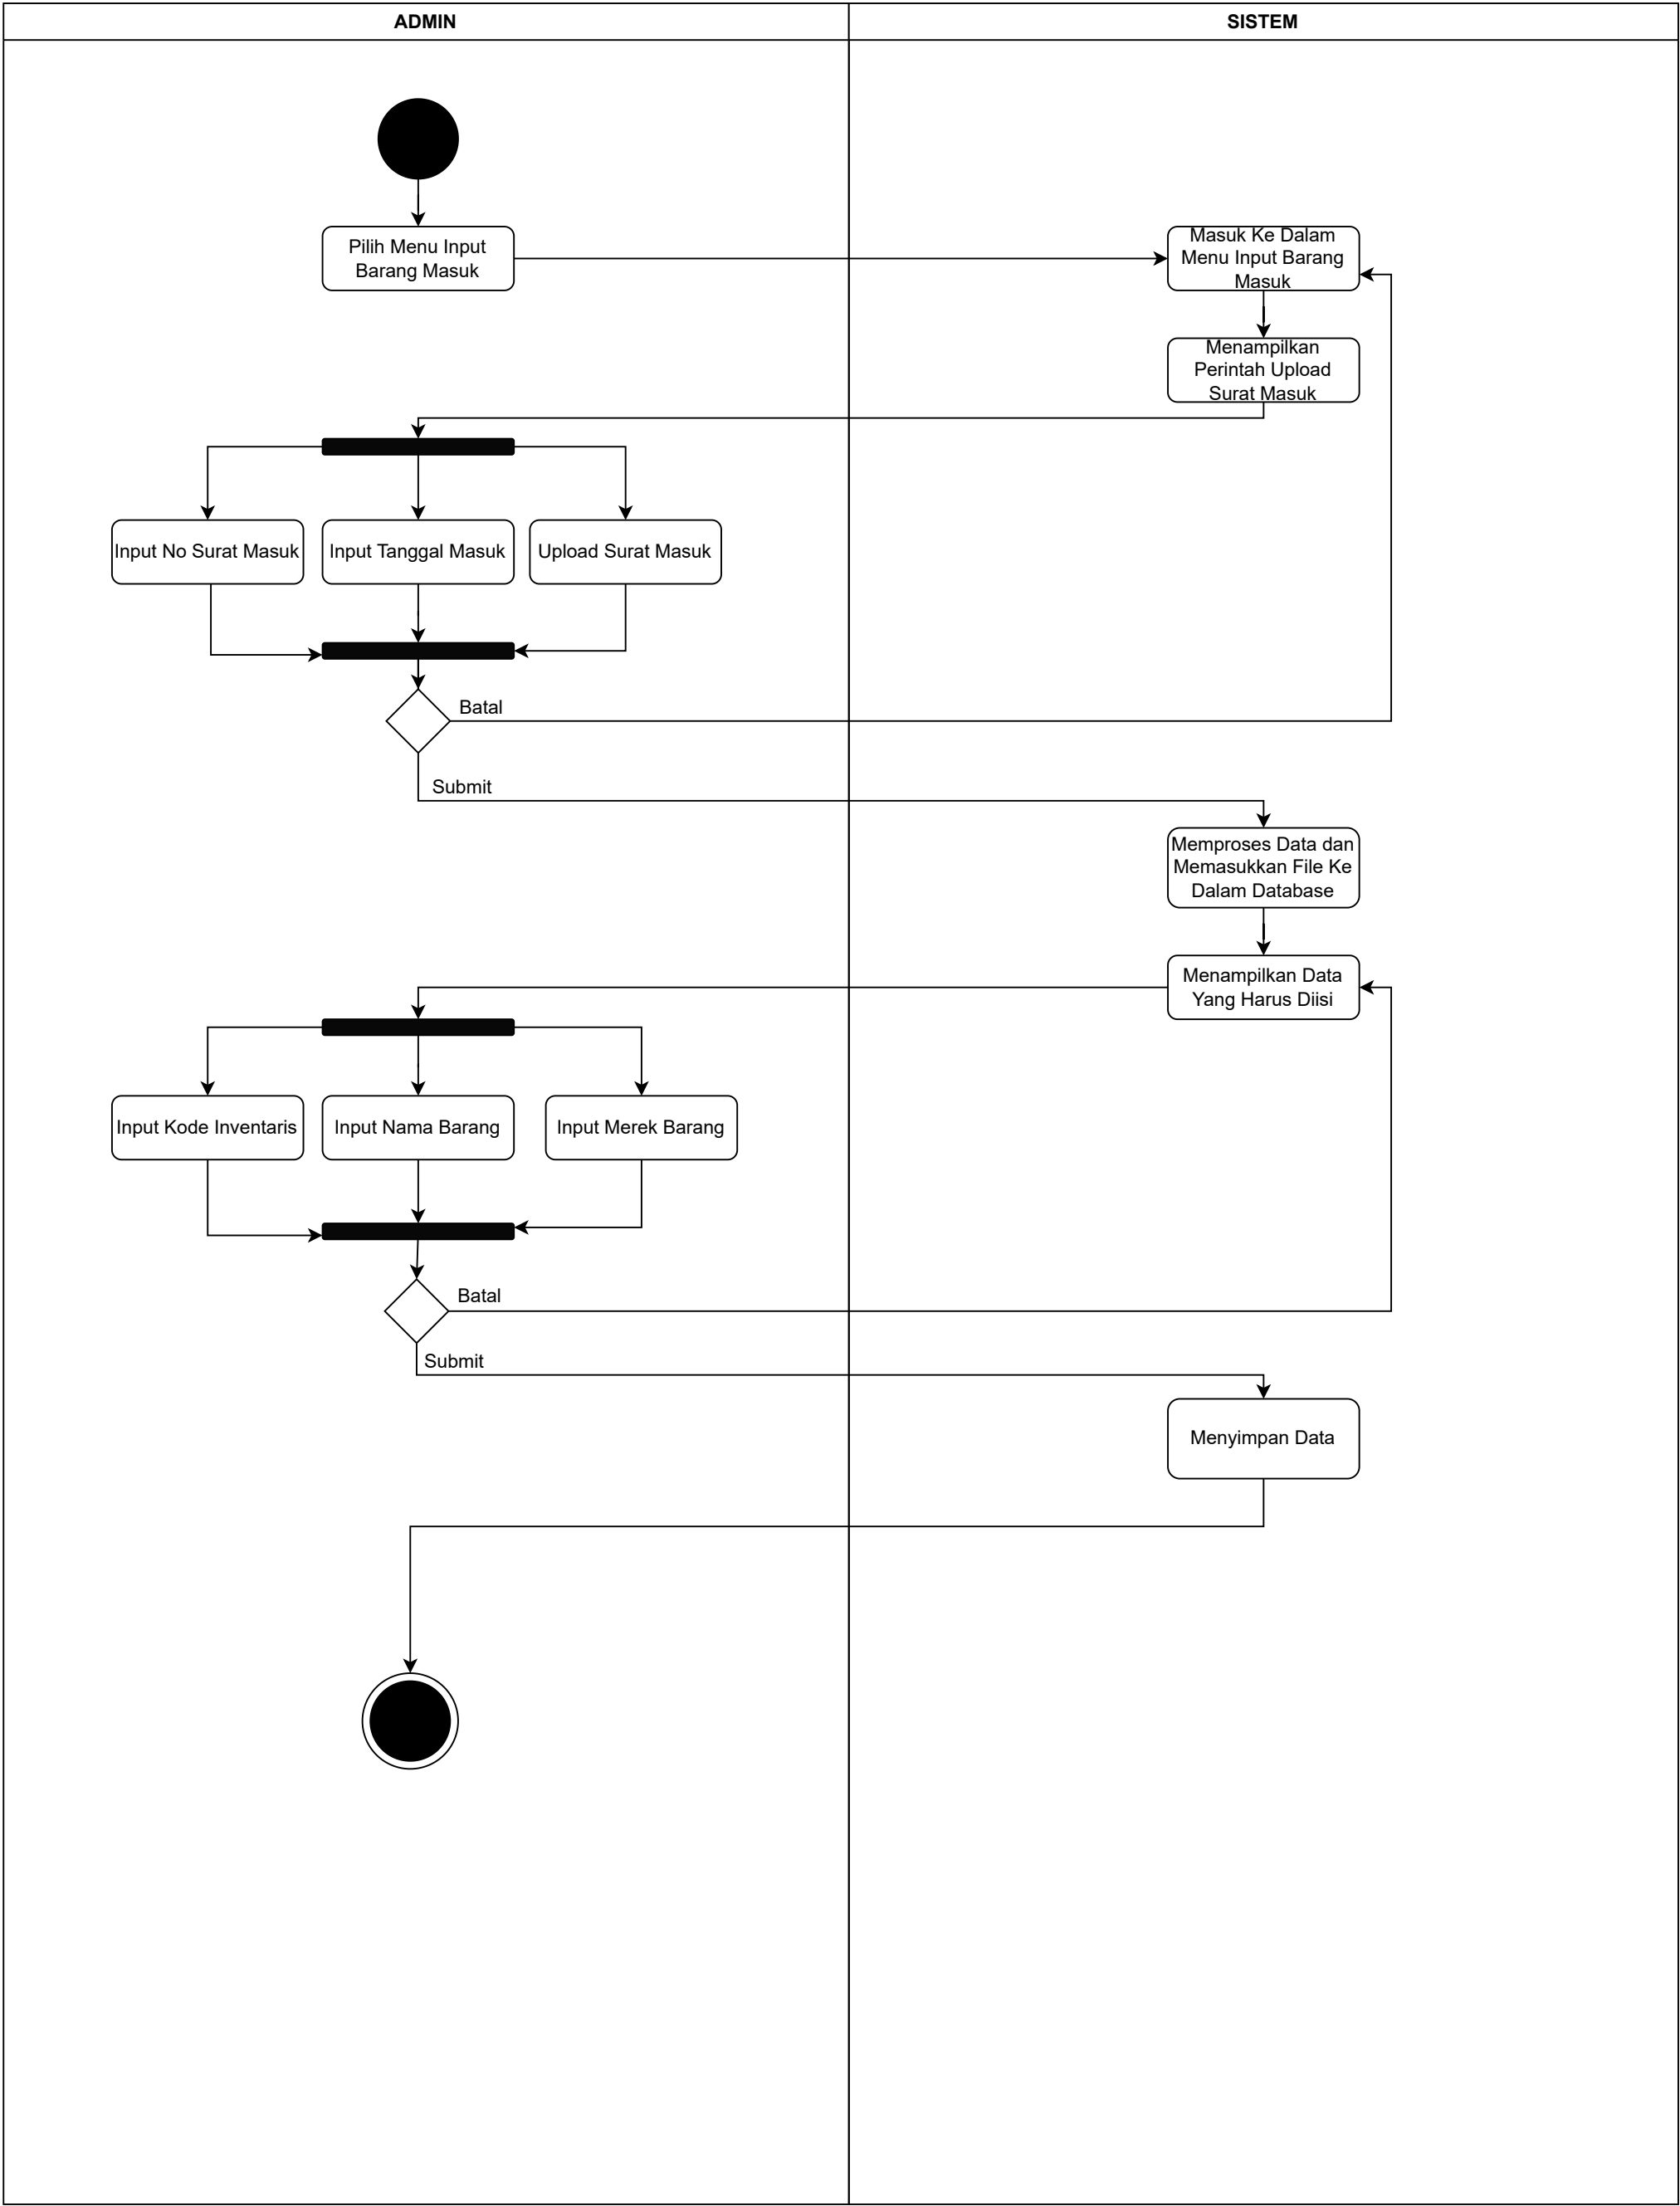 ADMIN
SISTEM
Pilih Menu Input
Barang Masuk
Masuk Ke Dalam
Menu Input Barang
Masuk
Menampilkan
Perintah Upload
Surat Masuk
Input No Surat Masuk
Input Tanggal Masuk
Upload Surat Masuk
Batal
Submit
Memproses Data dan
Memasukkan File Ke
Dalam Database
Menampilkan Data
Yang Harus Diisi
Input Kode Inventaris
Input Nama Barang
Input Merek Barang
Batal
Submit
Menyimpan Data